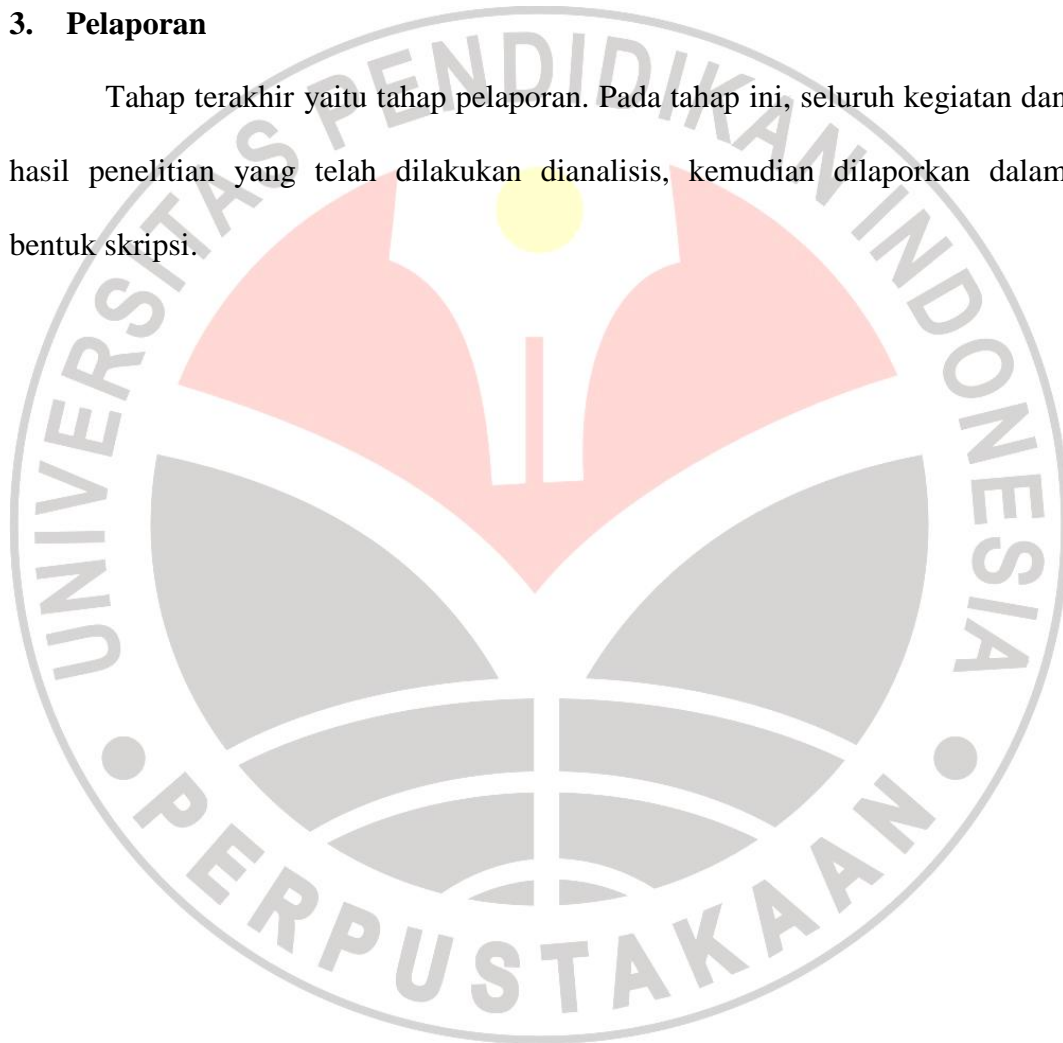 3. Pelaporan
Tahap terakhir yaitu tahap pelaporan. Pada tahap ini, seluruh kegiatan dan
hasil penelitian yang telah dilakukan dianalisis, kemudian dilaporkan dalam
bentuk skripsi.
UNIVERSITAS PENDIDIKAN INDONESIA
PERPUSTAKAAN